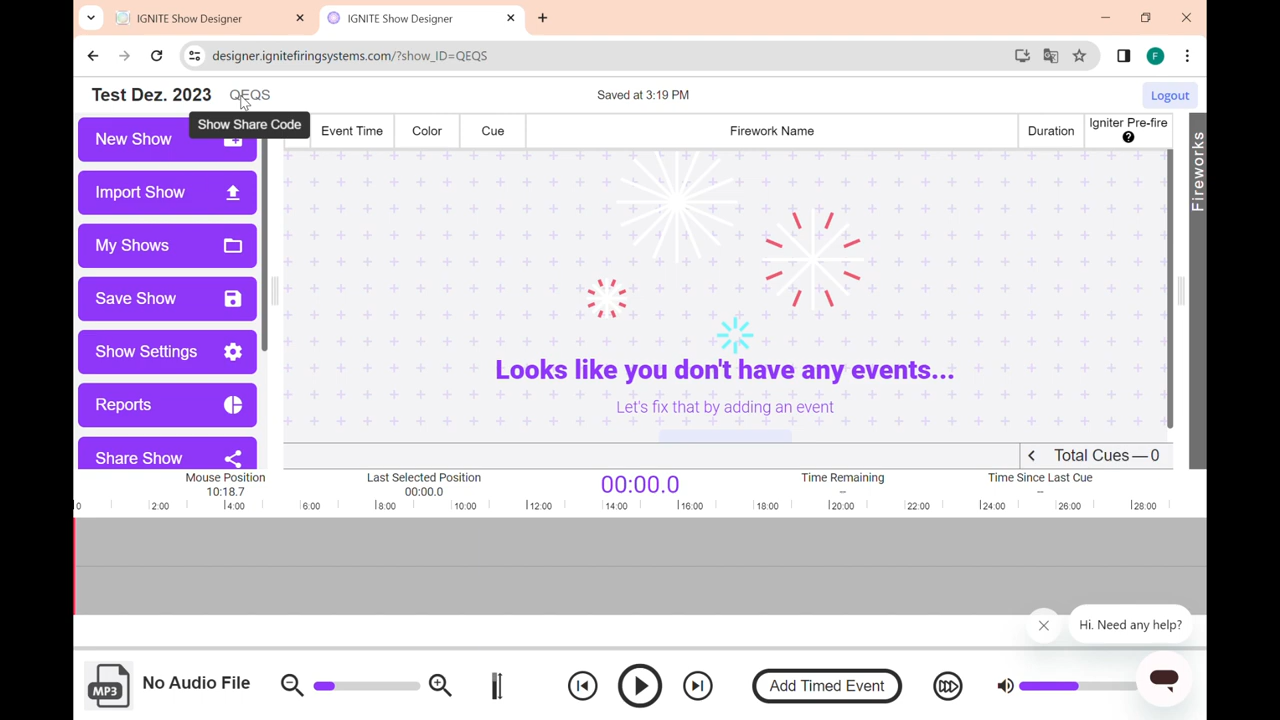 IGNITE Show Designer
IGNITE Show Designer
designer.ignitefiringsystems.com/?show_ID=QEQS
F
Test Dez. 2023 QEQS
Saved at 3:19 PM
Logout
Show Share Code
New Show
Import Show
My Shows
Save Show
Show Settings
Reports
Share Show
Event Time
Color
Cue
Firework Name
Duration
Igniter Pre-fire
?
Fireworks
Looks like you don't have any events...
Let's fix that by adding an event
Total Cues—0
Mouse Position
10:18.7
Last Selected Position
00:00.0
00:00.0
Time Remaining
--
Time Since Last Cue
--
0 2:00 4:00 6:00 8:00 10:00 12:00 14:00 16:00 18:00 20:00 22:00 24:00 26:00 28:00
Hi. Need any help?
MP3
No Audio File
Add Timed Event